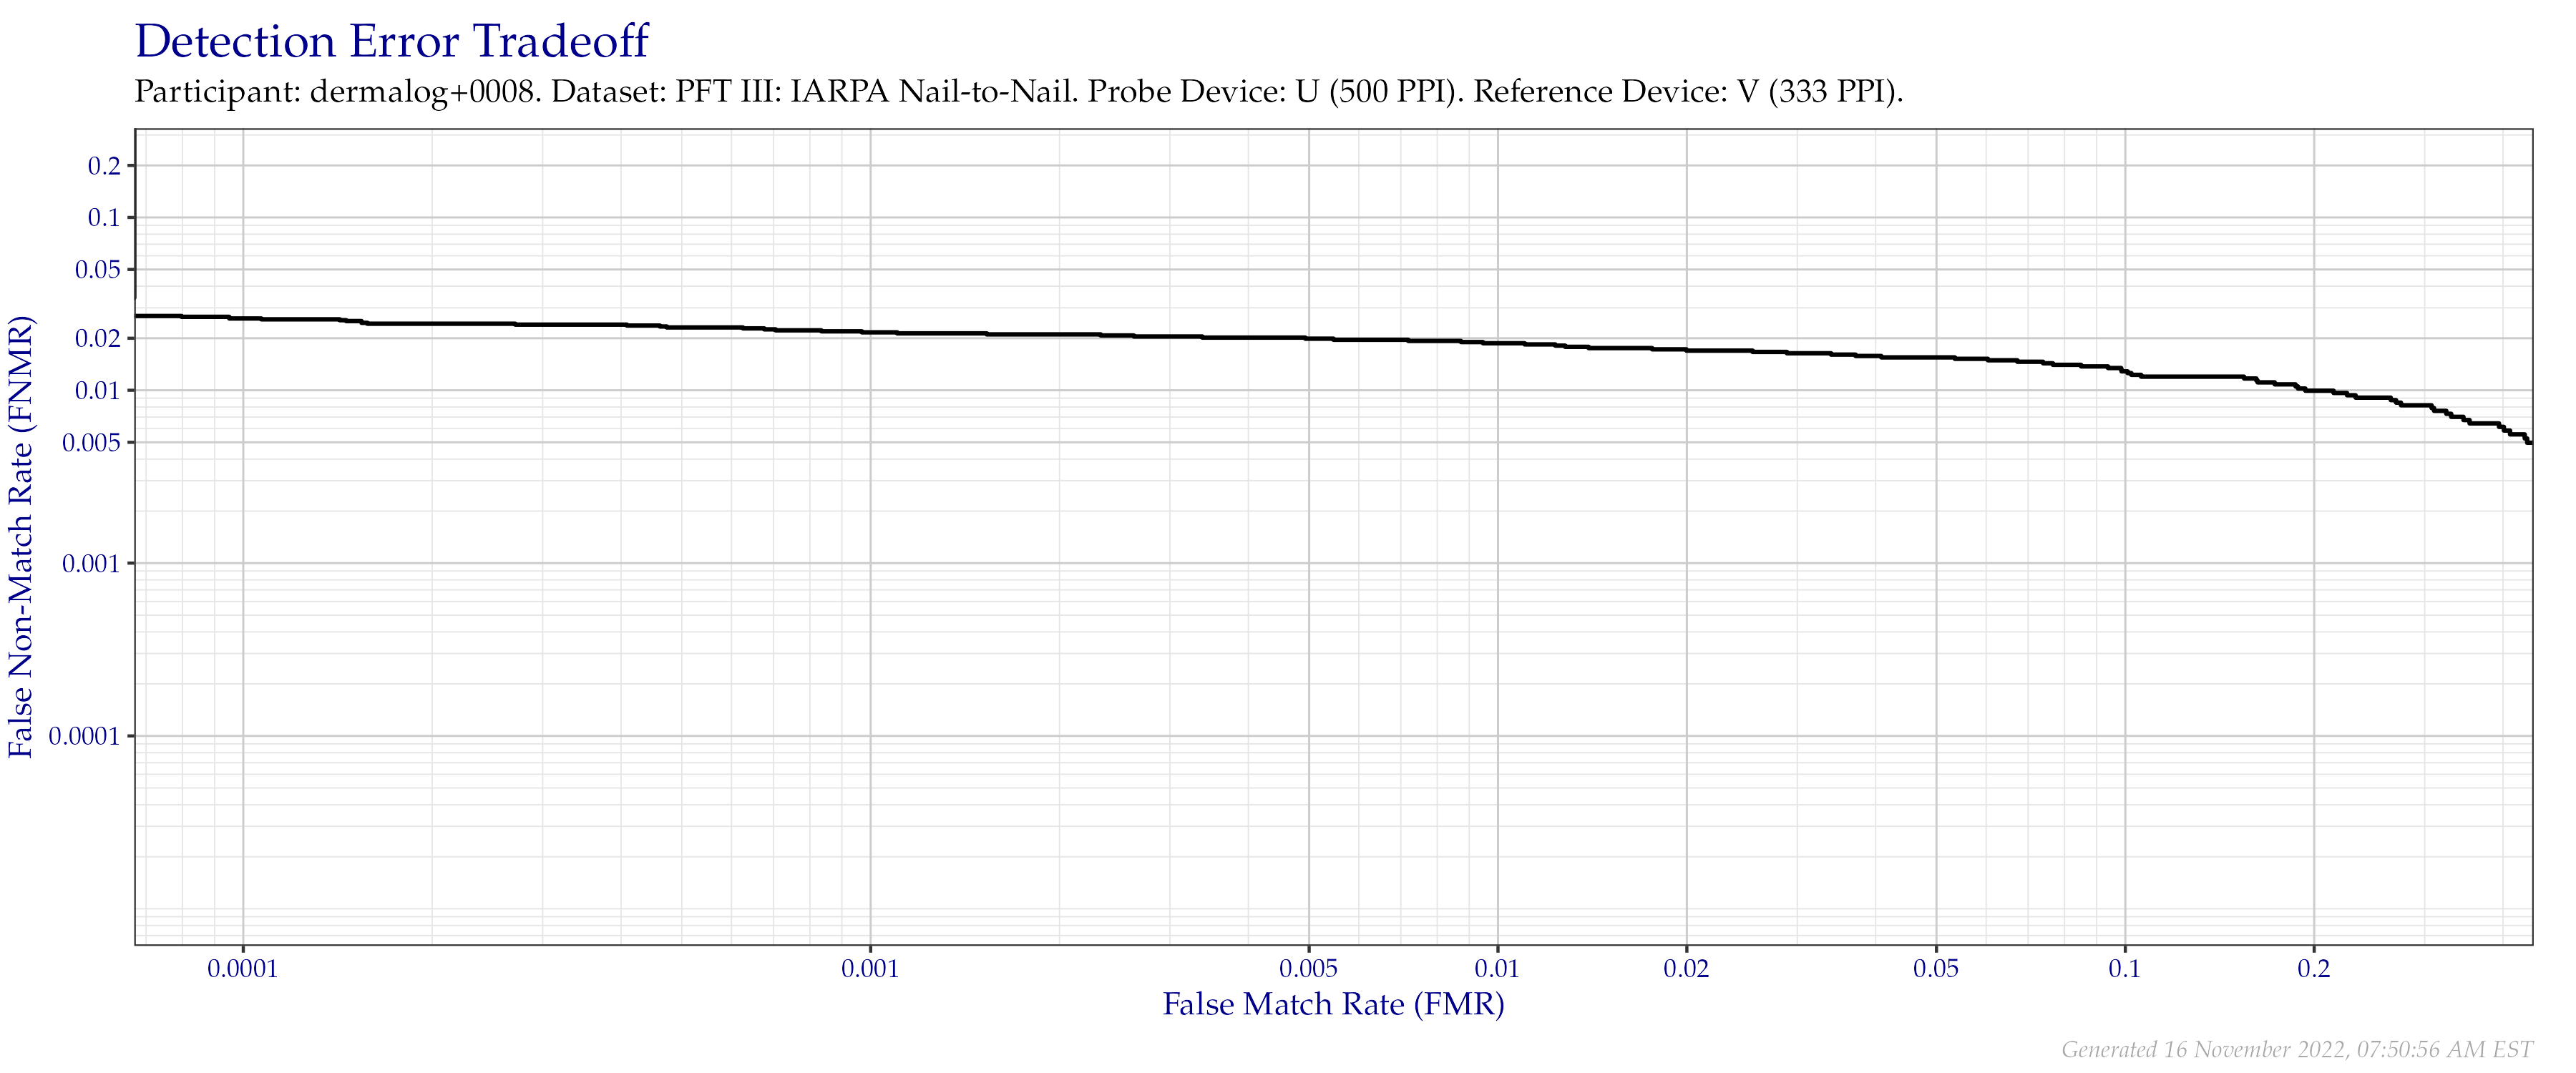 Detection Error Tradeoff
Participant: dermalog+0008. Dataset: PFT III: IARPA Nail-to-Nail. Probe Device: U (500 PPI). Reference Device: V (333 PPI).
False Non-Match Rate (FNMR)
0.2
0.1
0.05
0.02
0.01
0.005
0.001
0.0001
0.0001 0.001 0.005 0.01 0.02 0.05 0.1 0.2
False Match Rate (FMR)
Generated 16 November 2022, 07:50:56 AM EST